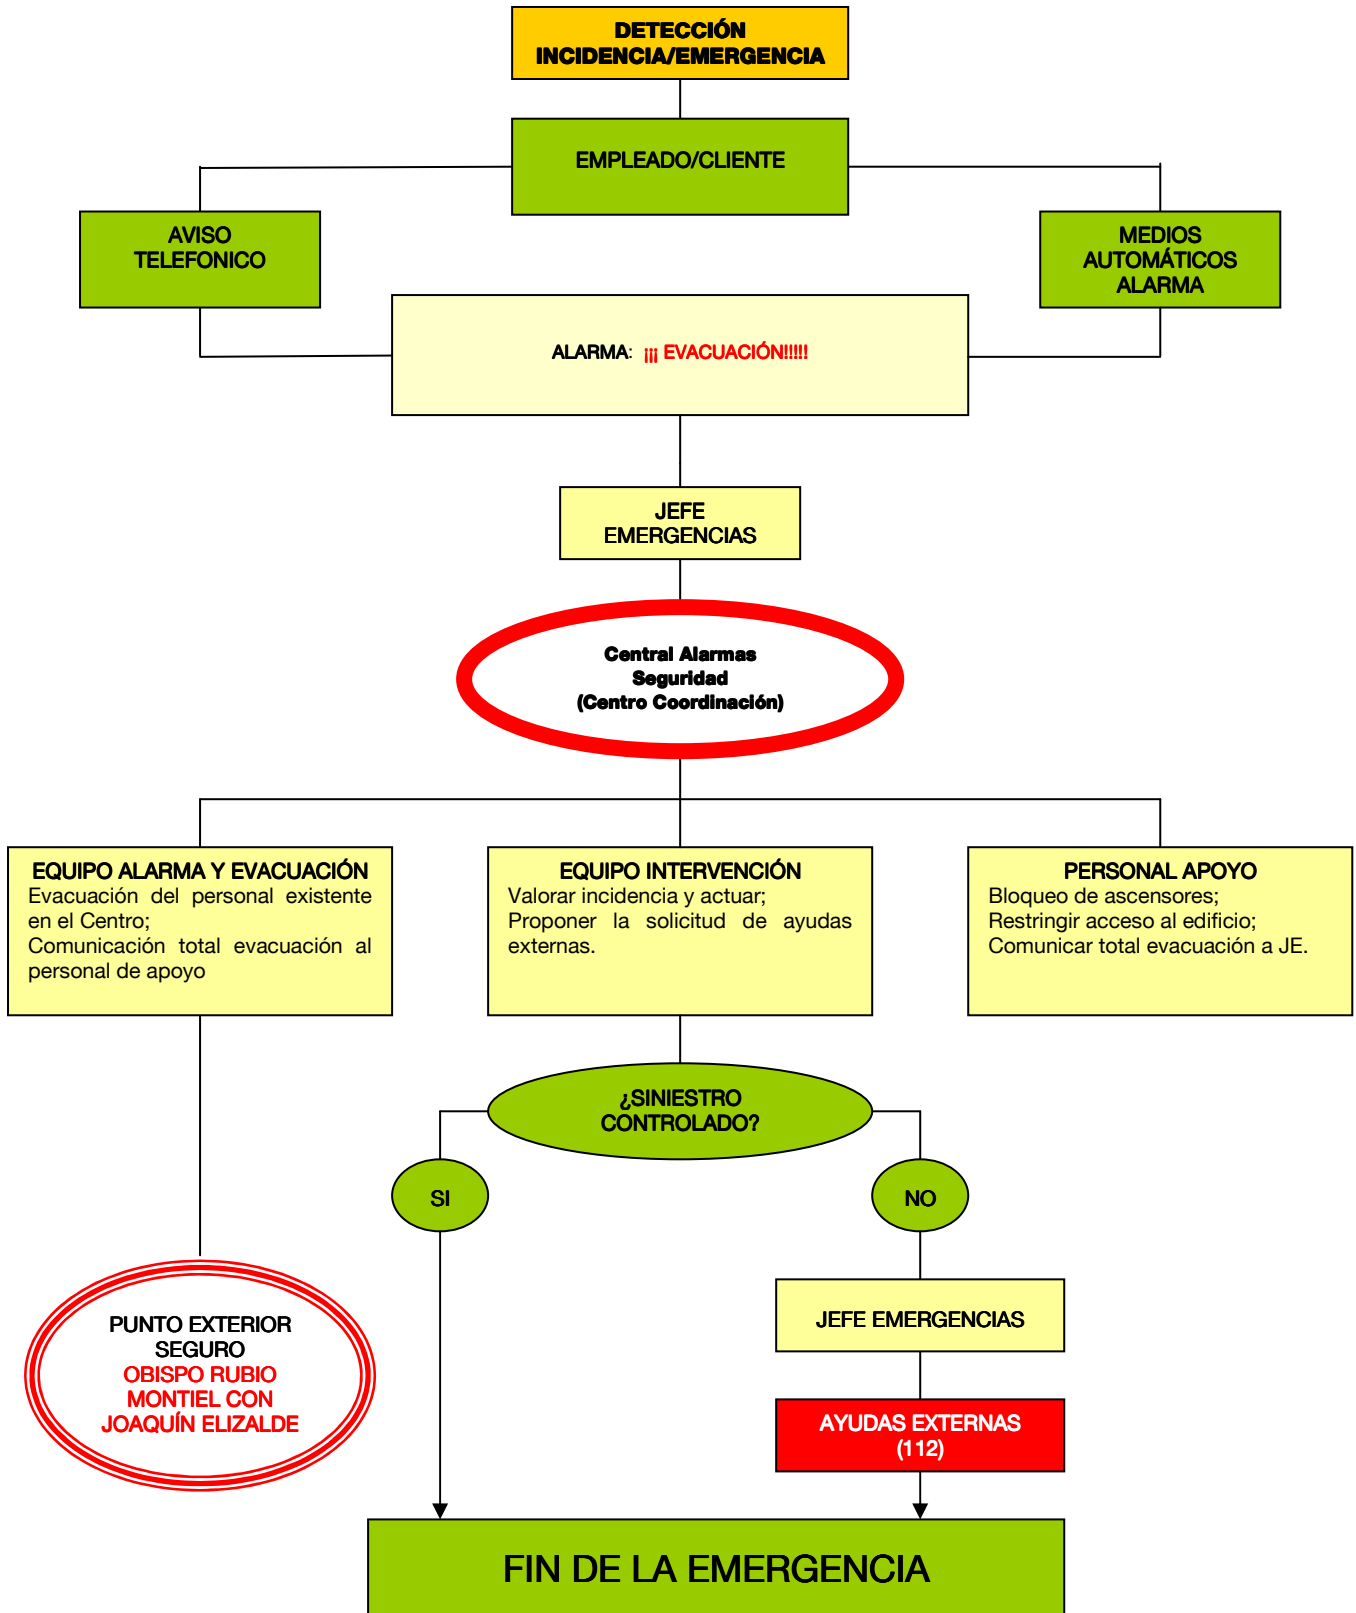 DETECCIÓN
INCIDENCIA/EMERGENCIA
EMPLEADO/CLIENTE
AVISO
TELEFONICO
MEDIOS
AUTOMÁTICOS
ALARMA
ALARMA: ¡¡¡ EVACUACIÓN!!!!!
JEFE
EMERGENCIAS
Central Alarmas
Seguridad
(Centro Coordinación)
EQUIPO ALARMA Y EVACUACIÓN
Evacuación del personal existente
en el Centro;
Comunicación total evacuación al
personal de apoyo
EQUIPO INTERVENCIÓN
Valorar incidencia y actuar;
Proponer la solicitud de ayudas
externas.
PERSONAL APOYO
Bloqueo de ascensores;
Restringir acceso al edificio;
Comunicar total evacuación a JE.
¿SINIESTRO
CONTROLADO?
SI
NO
JEFE EMERGENCIAS
PUNTO EXTERIOR
SEGURO
OBISPO RUBIO
MONTIEL CON
JOAQUÍN ELIZALDE
AYUDAS EXTERNAS
(112)
FIN DE LA EMERGENCIA